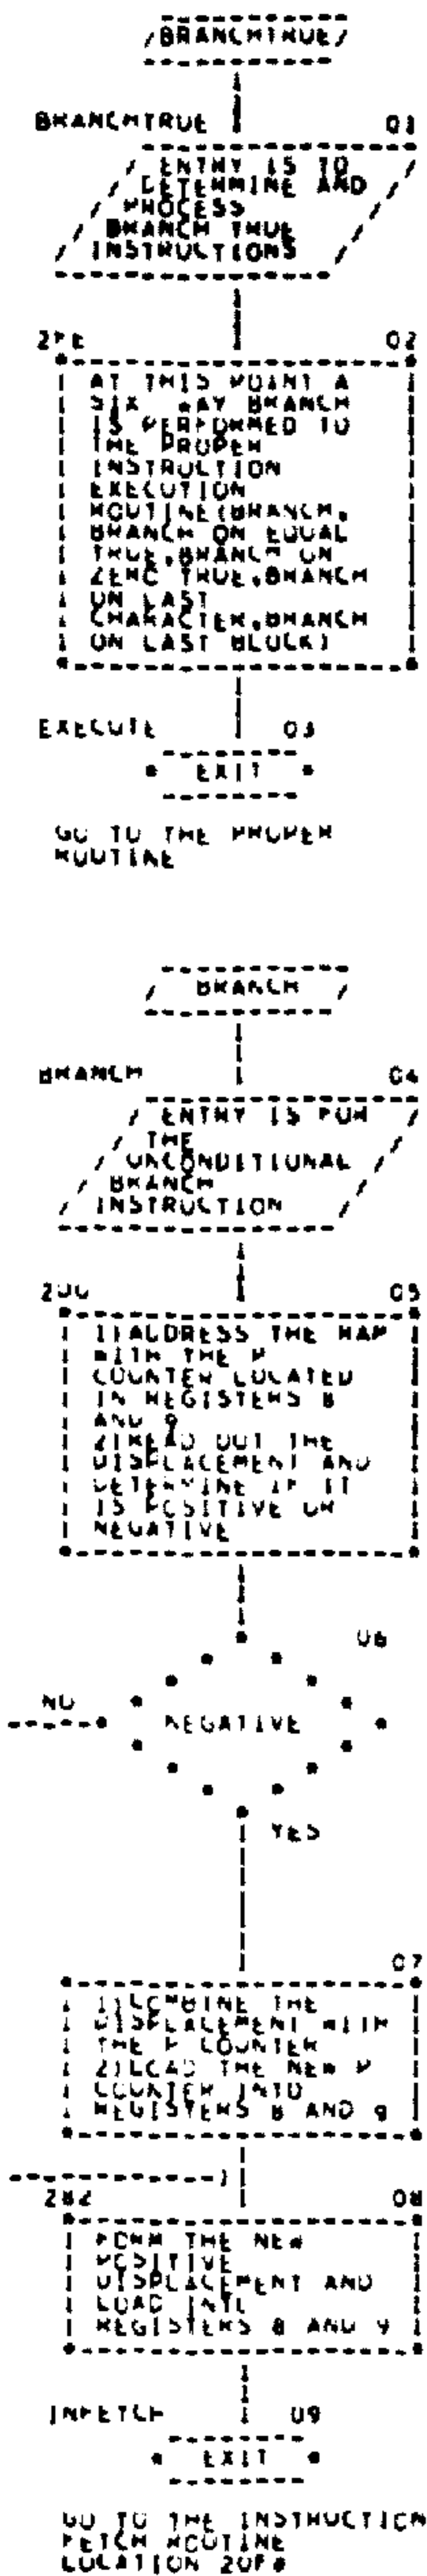 /BRANCHTRUE/
BRANCHTRUE 01
ENTRY IS TO
DETERMINE AND
PROCESS
BRANCH TRUE
INSTRUCTIONS
2FE 02
AT THIS POINT A
SIX WAY BRANCH
IS PERFORMED TO
THE PROPER
INSTRUCTION
EXECUTION
ROUTINE(BRANCH,
BRANCH ON EQUAL
TRUE,BRANCH ON
ZERO TRUE,BRANCH
ON LAST
CHARACTER,BRANCH
ON LAST BLOCK)
EXECUTE 03
EXIT
GO TO THE PROPER
ROUTINE
/ BRANCH /
BRANCH 04
ENTRY IS FOR
THE
UNCONDITIONAL
BRANCH
INSTRUCTION
05
1)ADDRESS THE RAM
WITH THE P
COUNTER LOCATED
IN REGISTERS 8
AND 9
2)READ OUT THE
DISPLACEMENT AND
DETERMINE IF IT
IS POSITIVE OR
NEGATIVE
06
NO
NEGATIVE
YES
07
1)COMBINE THE
DISPLACEMENT WITH
THE P COUNTER
2)LOAD THE NEW P
COUNTER INTO
REGISTERS 8 AND 9
282 08
FORM THE NEW
POSITIVE
DISPLACEMENT AND
LOAD INTO
REGISTERS 8 AND 9
INFETCH 09
EXIT
GO TO THE INSTRUCTION
FETCH ROUTINE
LOCATION 20F#